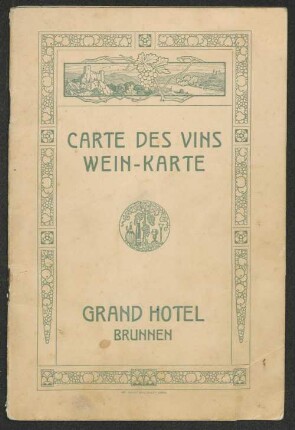 CARTE DES VINS
WEIN-KARTE
GRAND HOTEL
BRUNNEN